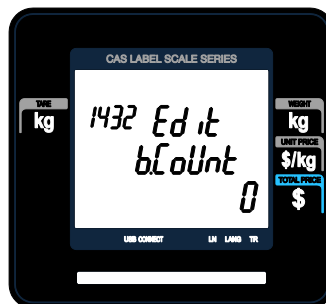 CAS LABEL SCALE SERIES
TARE
kg
1432 Edit
b.CoUnt
0
WEIGHT
kg
UNIT PRICE
$/kg
TOTAL PRICE
$
USB CONNECT LN LANG TR